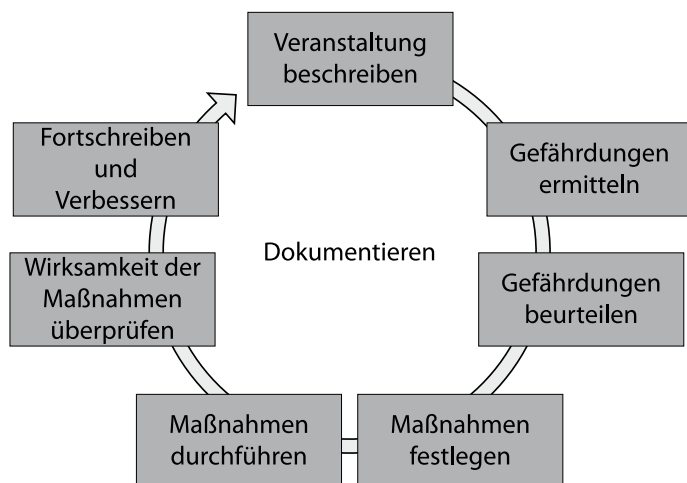 Veranstaltung
beschreiben
Gefährdungen
ermitteln
Gefährdungen
beurteilen
Maßnahmen
festlegen
Maßnahmen
durchführen
Wirksamkeit der
Maßnahmen
überprüfen
Fortschreiben
und
Verbessern
Dokumentieren